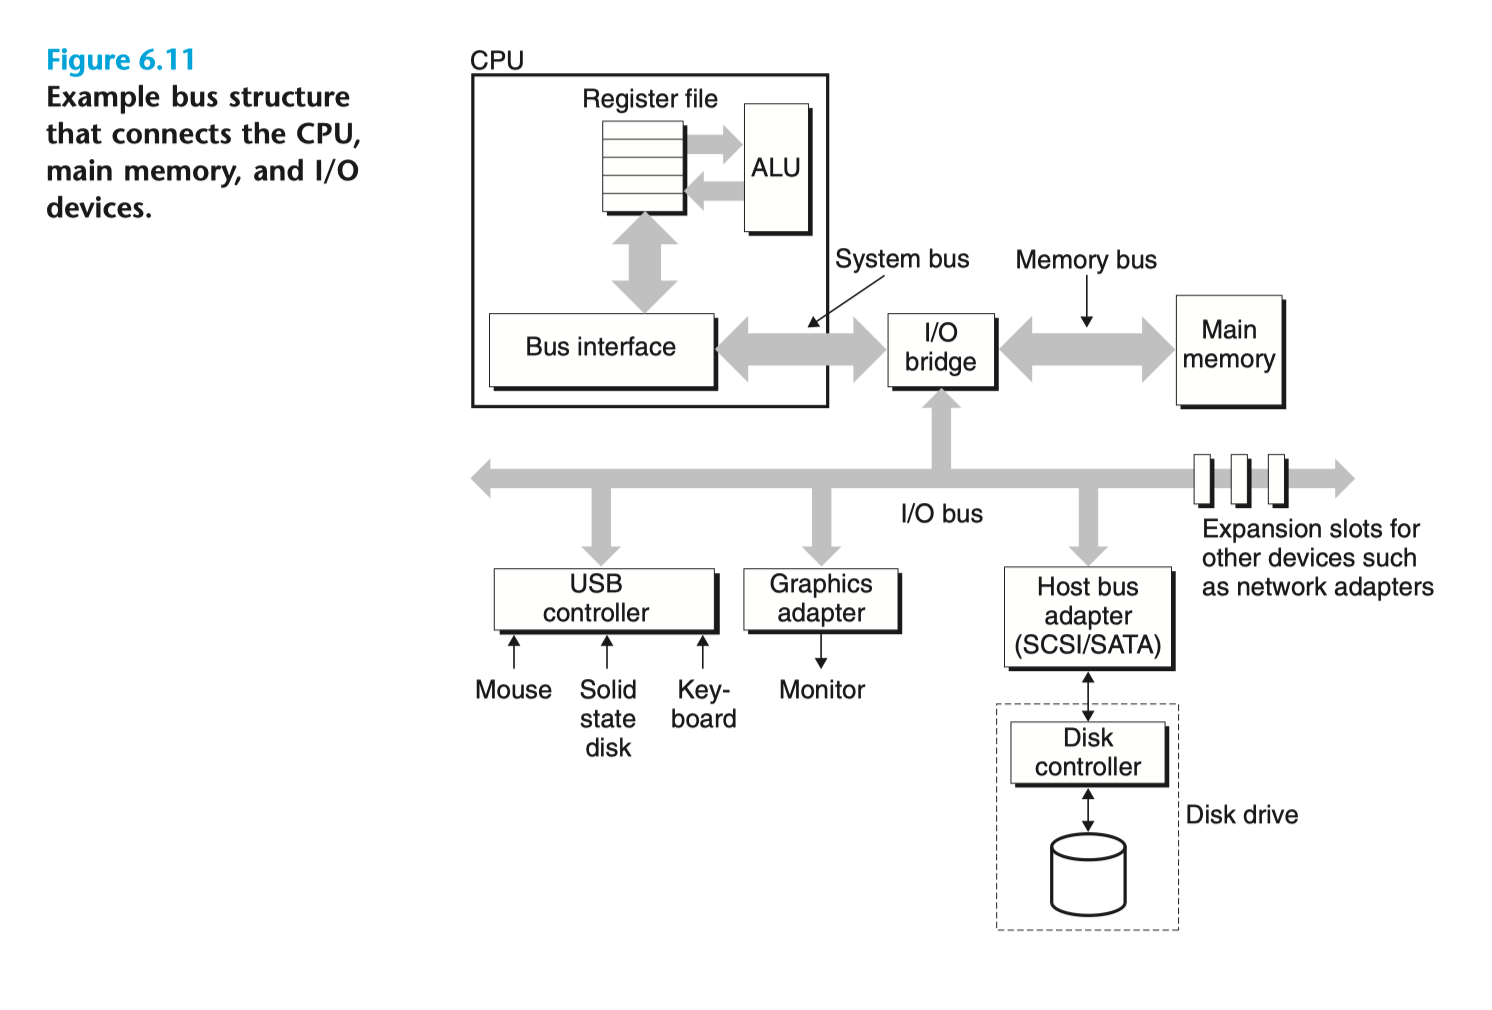 Figure 6.11
Example bus structure
that connects the CPU,
main memory, and I/O
devices.
CPU
Register file
ALU
System bus
Memory bus
Bus interface
I/O
bridge
Main
memory
I/O bus
Expansion slots for
other devices such
as network adapters
USB
controller
Graphics
adapter
Host bus
adapter
(SCSI/SATA)
Mouse
Solid
state
disk
Key-
board
Monitor
Disk
controller
Disk drive